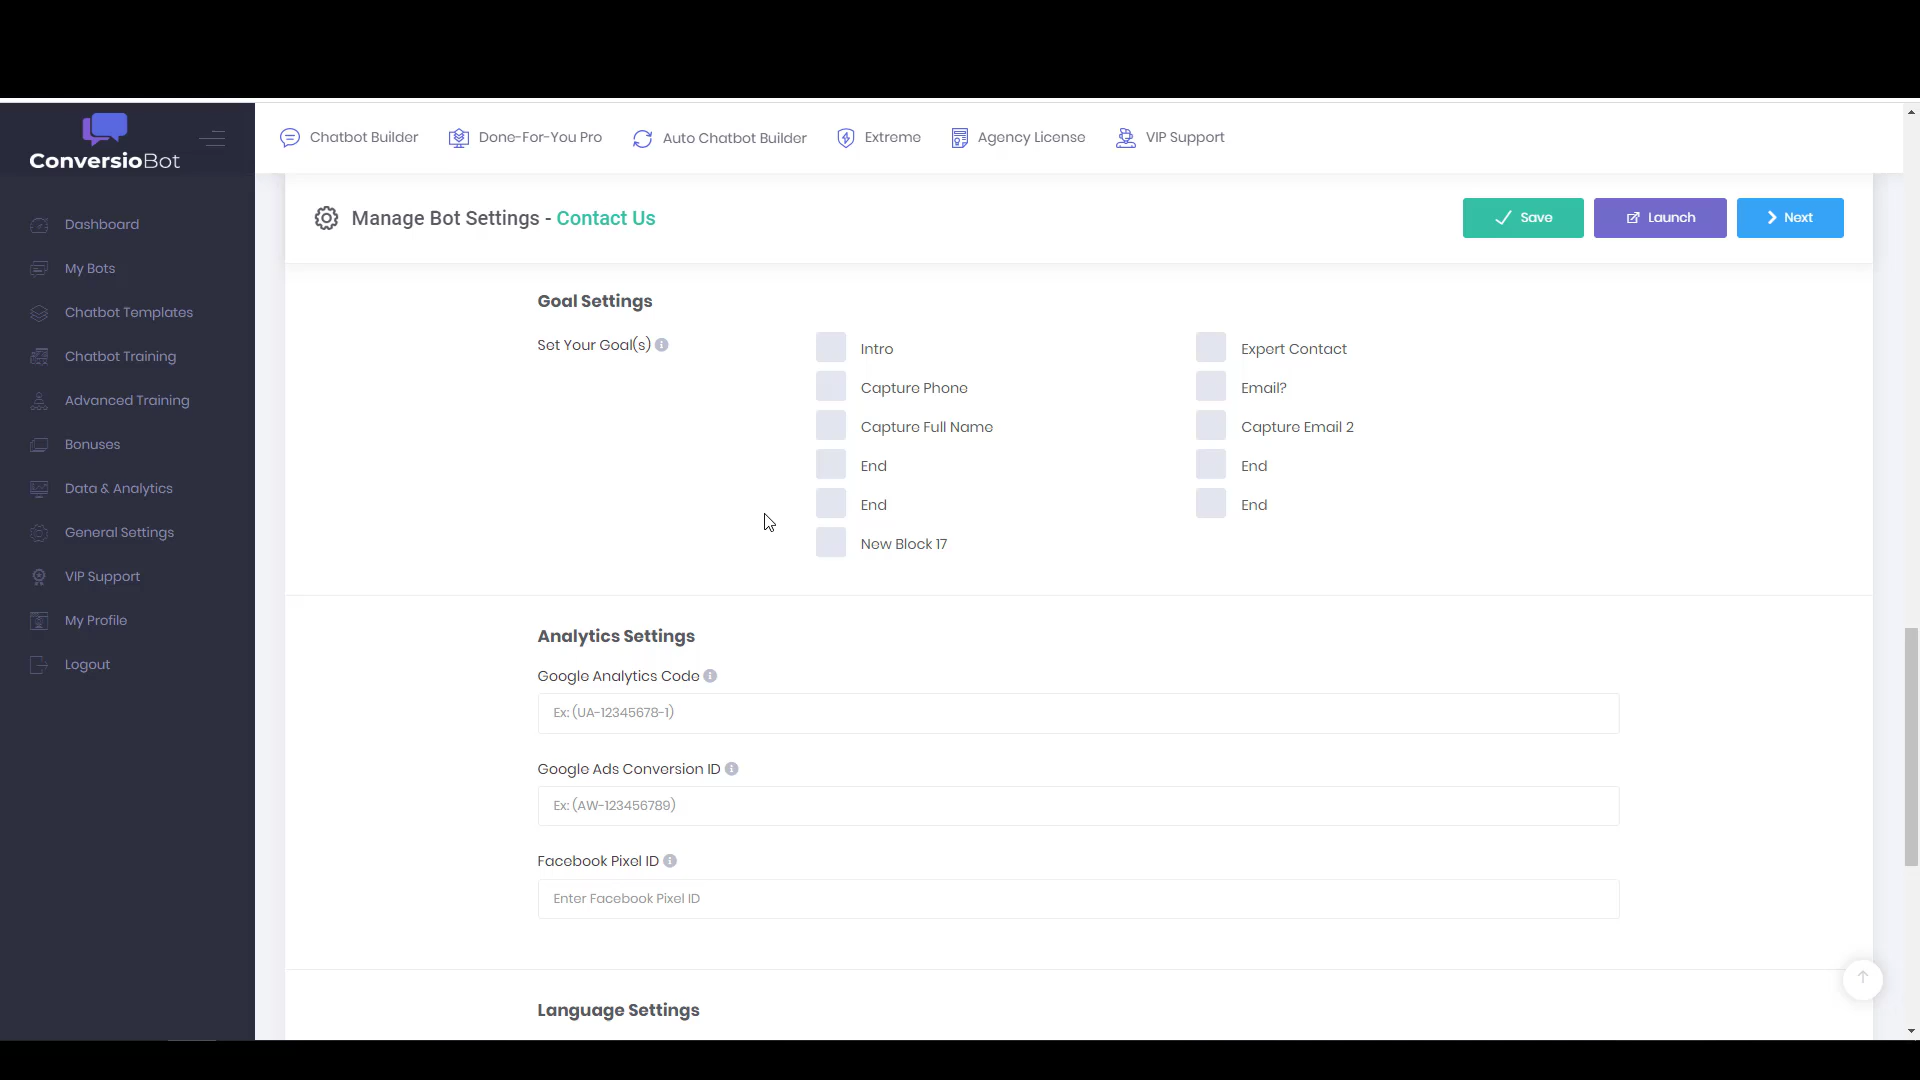 ConversioBot
Chatbot Builder
Done-For-You Pro
Auto Chatbot Builder
Extreme
Agency License
VIP Support
Dashboard
My Bots
Chatbot Templates
Chatbot Training
Advanced Training
Bonuses
Data & Analytics
General Settings
VIP Support
My Profile
Logout
Manage Bot Settings - Contact Us
Save
Launch
Next
Goal Settings
Set Your Goal(s)
Intro
Expert Contact
Capture Phone
Email?
Capture Full Name
Capture Email 2
End
End
End
End
New Block 17
Analytics Settings
Google Analytics Code
Ex: (UA-12345678-1)
Google Ads Conversion ID
Ex: (AW-123456789)
Facebook Pixel ID
Enter Facebook Pixel ID
Language Settings